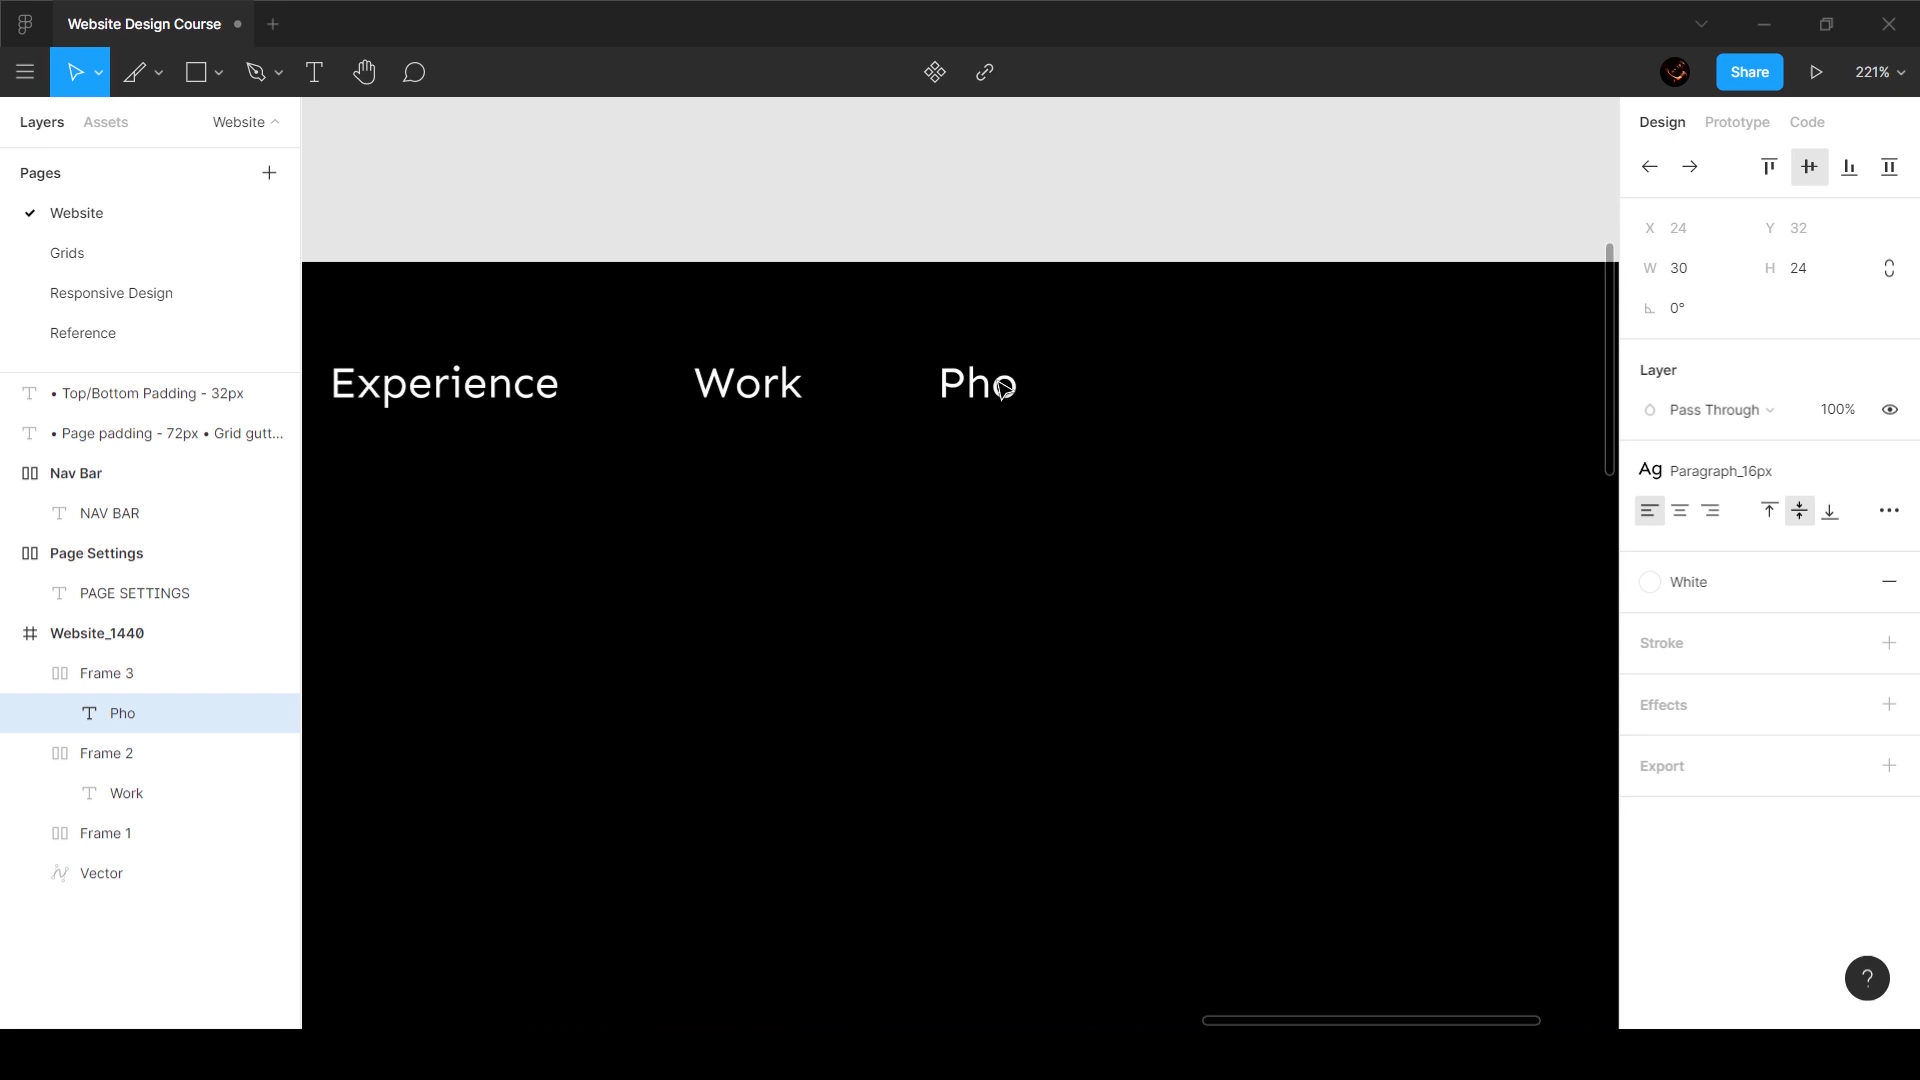 Website Design Course
Share
221%
Layers
Assets
Website
Pages
Website
Grids
Responsive Design
Reference
• Top/Bottom Padding - 32px
• Page padding - 72px • Grid gutt...
Nav Bar
NAV BAR
Page Settings
PAGE SETTINGS
Website_1440
Frame 3
Pho
Frame 2
Work
Frame 1
Vector
Experience
Work
Pho
Design
Prototype
Code
X 24
Y 32
W 30
H 24
0°
Layer
Pass Through
100%
Ag Paragraph_16px
White
Stroke
Effects
Export
?